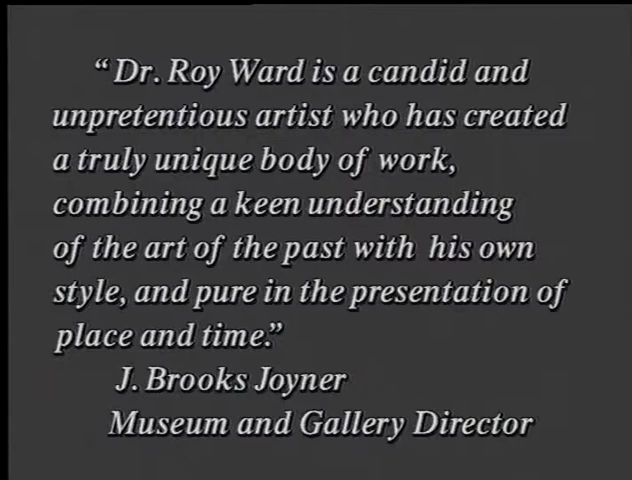 “Dr. Roy Ward is a candid and
unpretentious artist who has created
a truly unique body of work,
combining a keen understanding
of the art of the past with his own
style, and pure in the presentation of
place and time.”
J. Brooks Joyner
Museum and Gallery Director